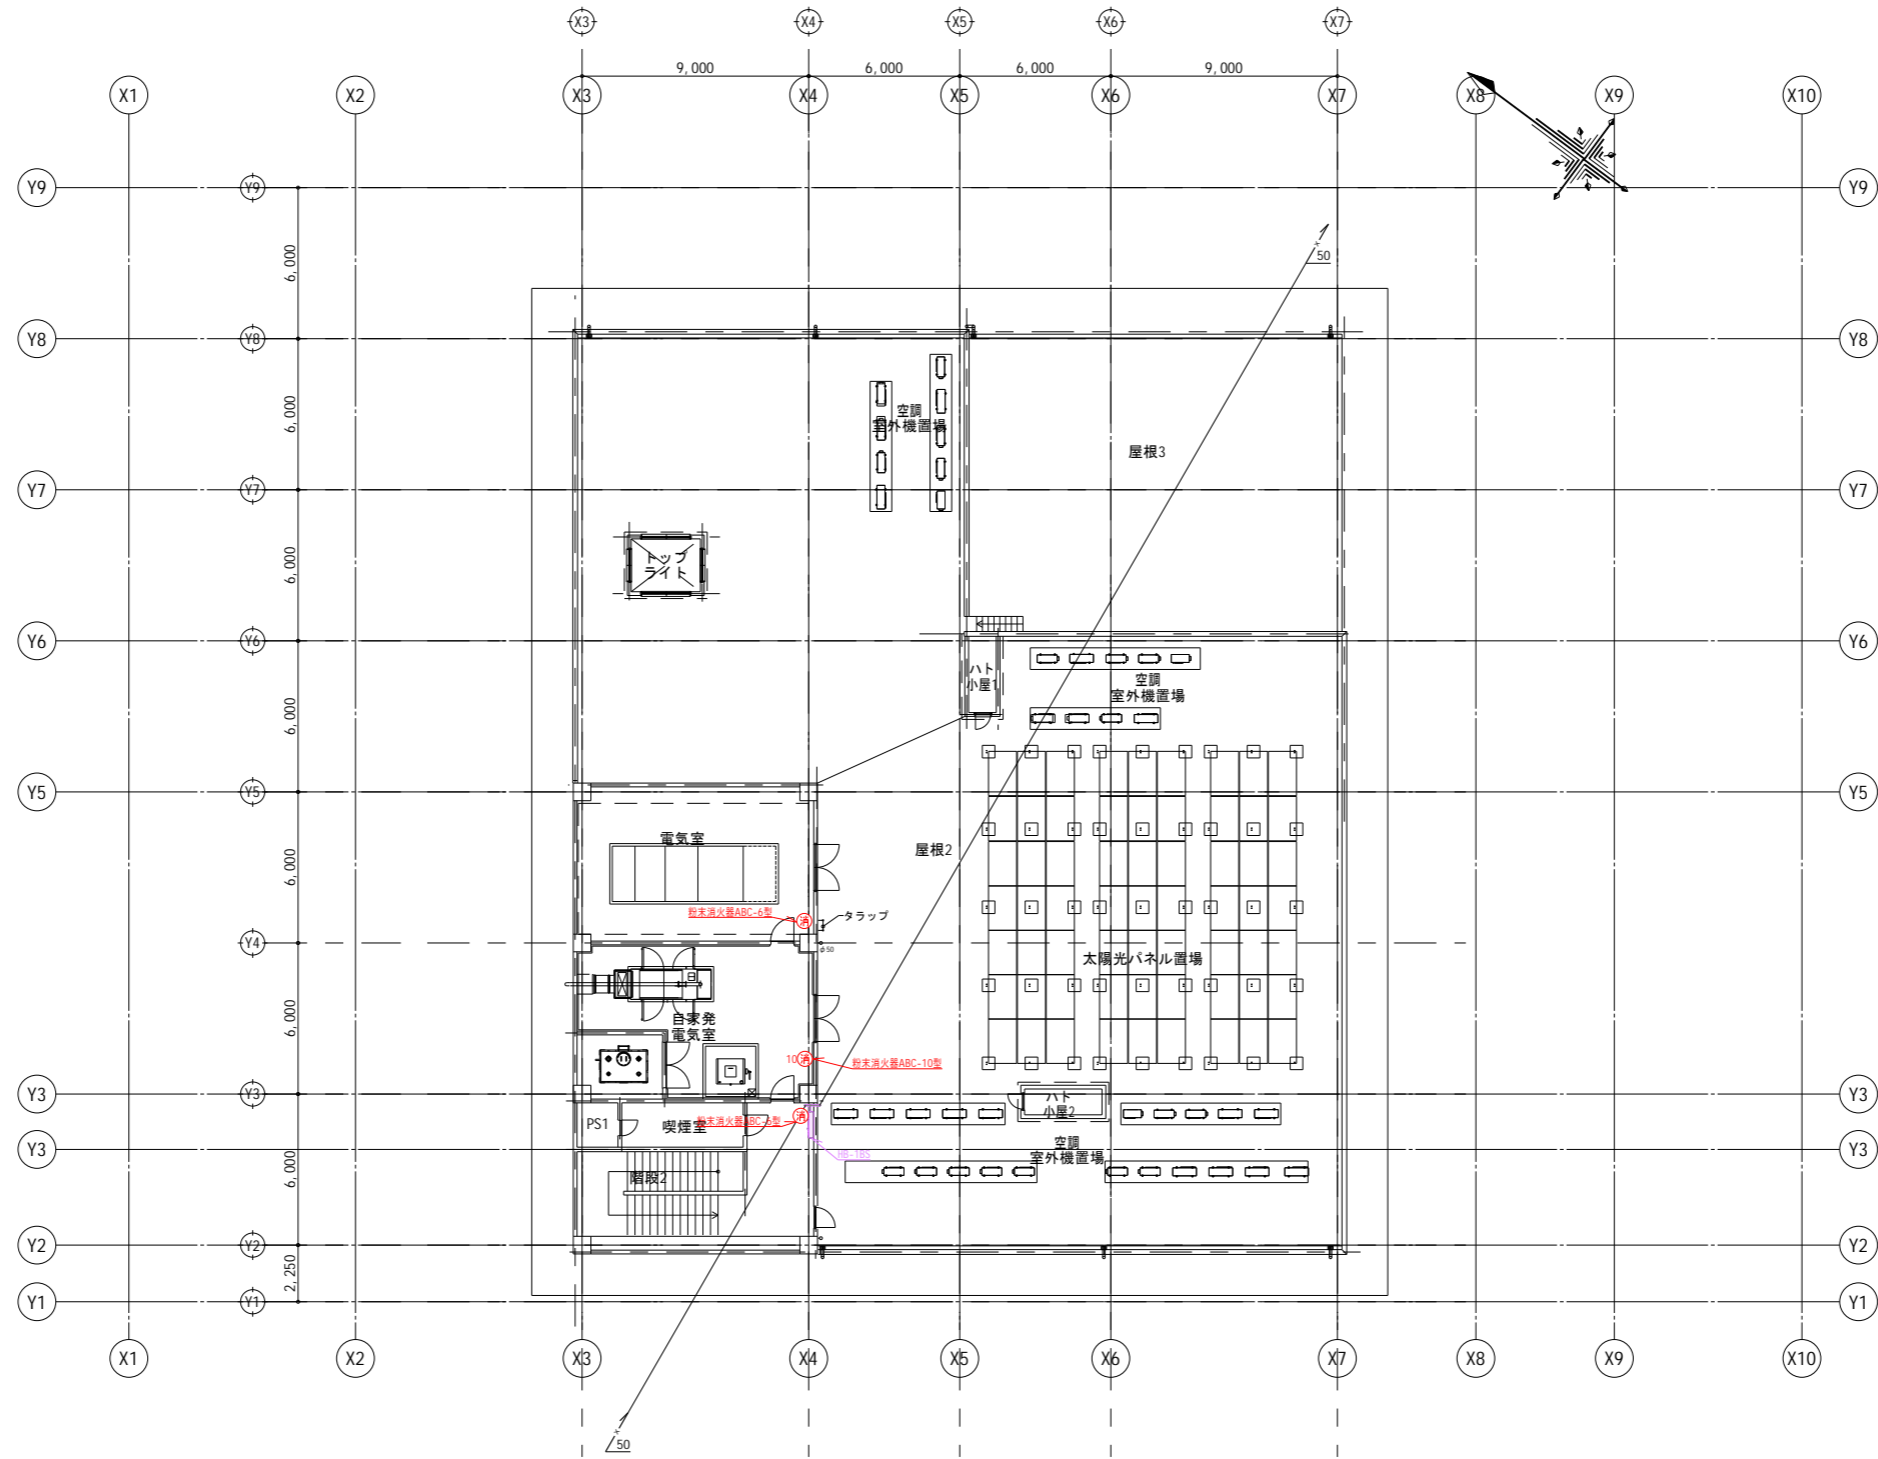 X3
X4
X5
X6
X7
9,000
6,000
6,000
9,000
X1
X2
X3
X4
X5
X6
X7
X8
X9
X10
Y9
Y9
Y9
6,000
50
Y8
Y8
Y8
6,000
空調
室外機置場
屋根3
Y7
Y7
Y7
6,000
トップ
ライト
Y6
Y6
Y6
6,000
ハト
小屋1
空調
室外機置場
Y5
Y5
Y5
6,000
電気室
屋根2
粉末消火器ABC-6型
消
タラップ
Y4
φ50
太陽光パネル置場
6,000
自家発
電気室
10
消
粉末消火器ABC-10型
Y3
Y3
Y3
ハト
小屋2
PS1
喫煙室
粉末消火器ABC-6型
消
HB-1BS
空調
室外機置場
Y3
Y3
6,000
階段2
Y2
Y2
Y2
2,250
Y1
Y1
Y1
X1
X2
X3
X4
X5
X6
X7
X8
X9
X10
50